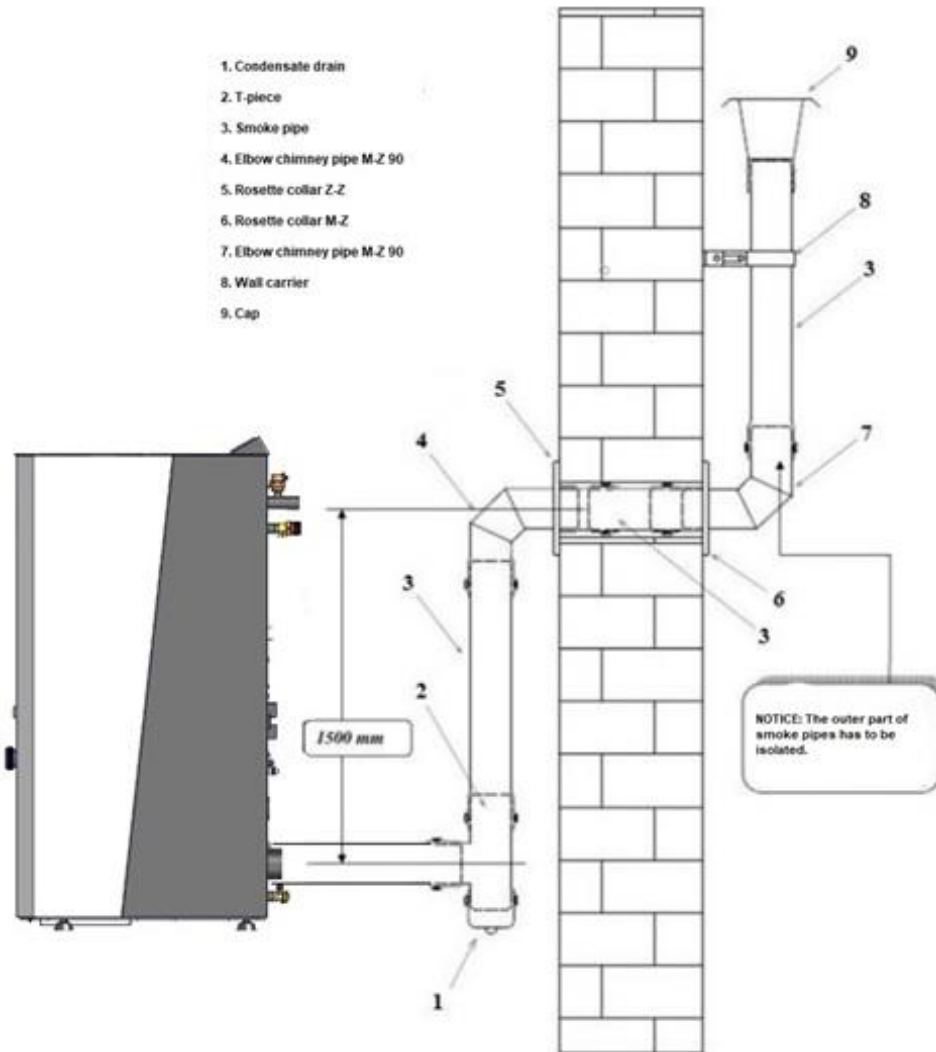 1. Condensate drain
2. T-piece
3. Smoke pipe
4. Elbow chimney pipe M-Z 90
5. Rosette collar Z-Z
6. Rosette collar M-Z
7. Elbow chimney pipe M-Z 90
8. Wall carrier
9. Cap
9
8
3
5
4
7
3
6
3
2
1500 mm
NOTICE: The outer part of
smoke pipes has to be
isolated.
1